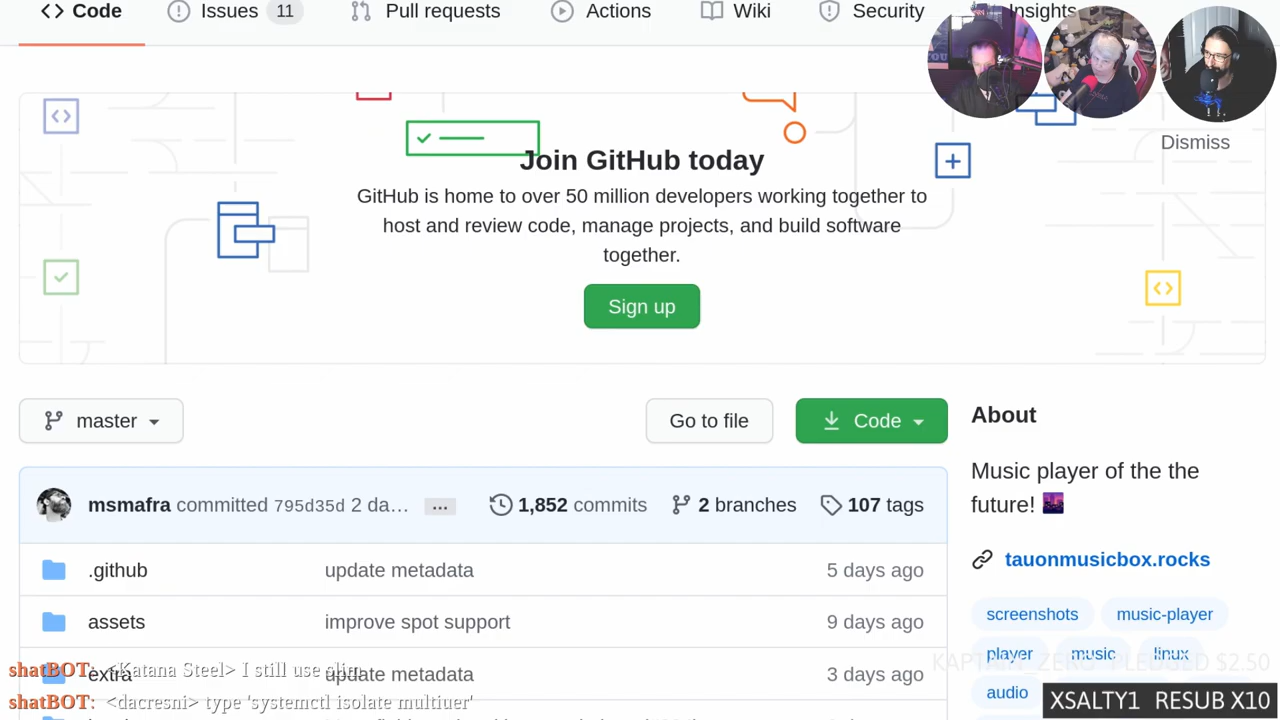 Code
Issues 11
Pull requests
Actions
Wiki
Security
Insights
Dismiss
Join GitHub today
GitHub is home to over 50 million developers working together to
host and review code, manage projects, and build software
together.
Sign up
master
Go to file
Code
About
Music player of the the
future!
msmafra committed 795d35d 2 da… ...
1,852 commits
2 branches
107 tags
tauonmusicbox.rocks
.github update metadata 5 days ago
assets improve spot support 9 days ago
extra update metadata 3 days ago
screenshots music-player
player music linux
audio
shatBOT: <Katana Steel> I still use slim
shatBOT: <dacresni> type 'systemctl isolate multiuer'
KAPTAIN_ZERO PLEDGED $2.50
XSALTY1 RESUB X10